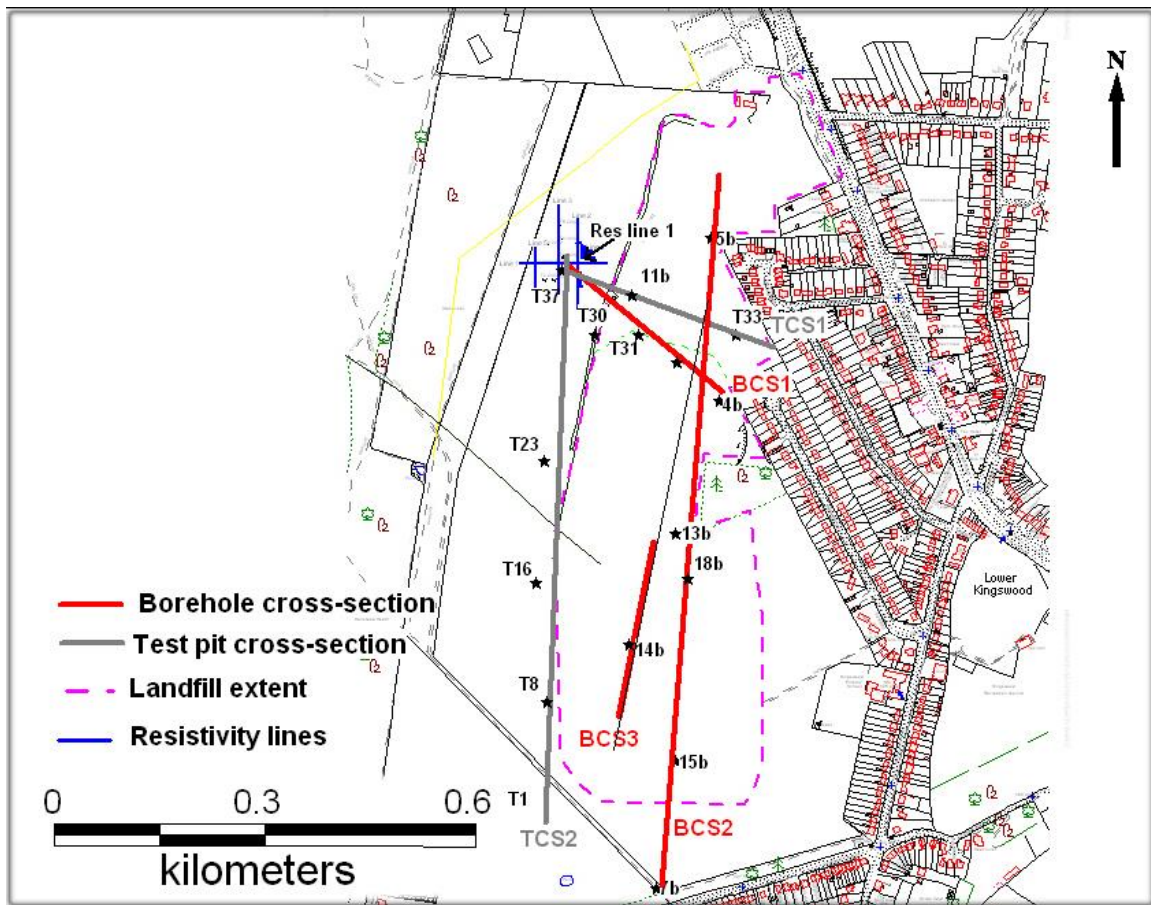 N
Res line 1
5b
11b
T37
T33
TCS1
T30
T31
BCS1
4b
T23
13b
18b
T16
Lower
Kingswood
Borehole cross-section
Test pit cross-section
14b
Landfill extent
T8
Resistivity lines
BCS3
15b
T1
0 0.3 0.6
TCS2
BCS2
kilometers
7b